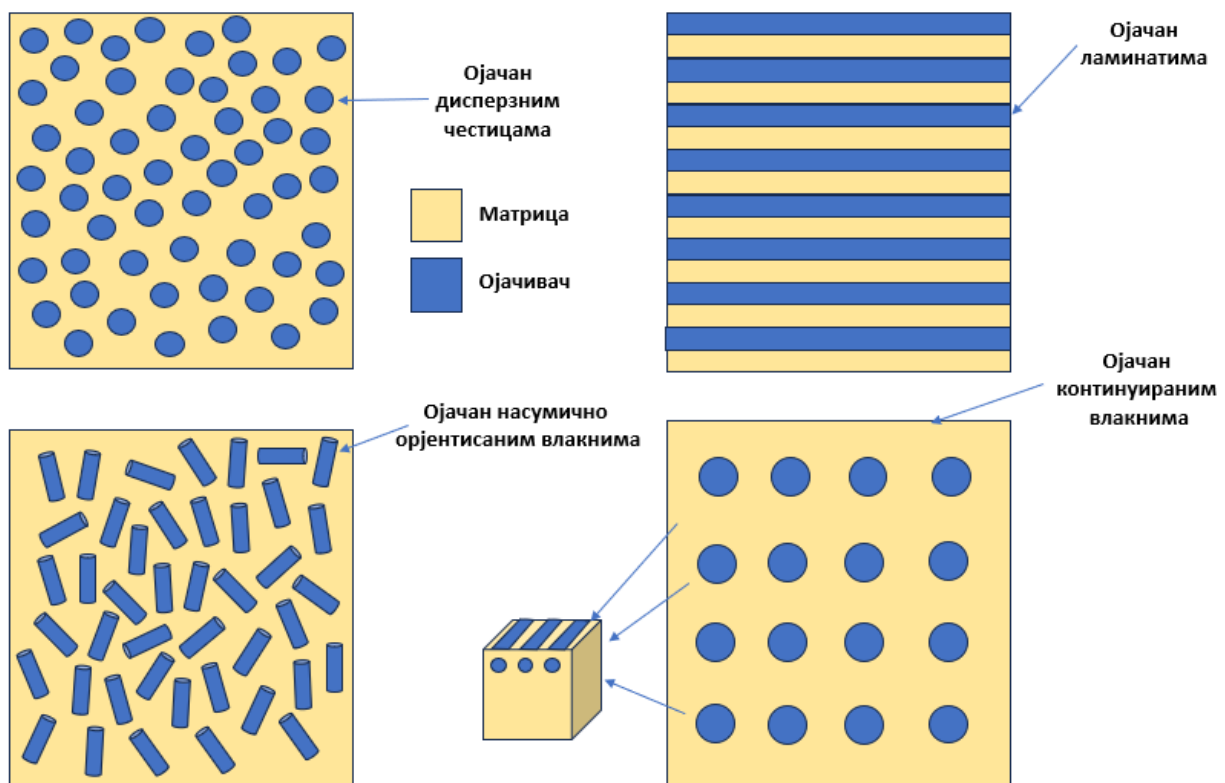 Ојачан
дисперзним
честицама
Ојачан
ламинатима
Матрица
Ојачивач
Ојачан насумично
орјентисаним влакнима
Ојачан
континуираним
влакнима